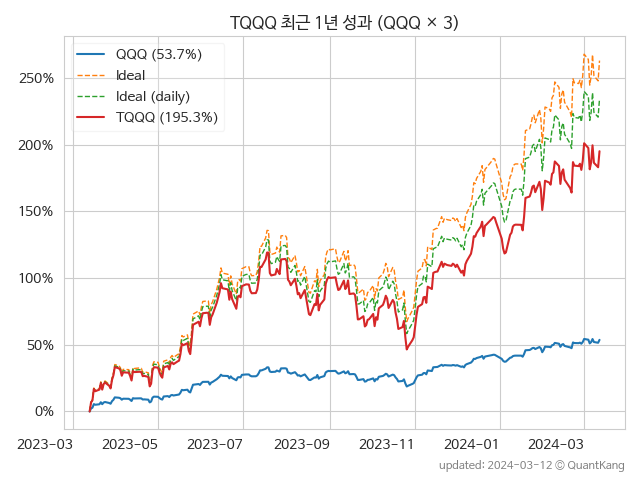 TQQQ 최근 1년 성과 (QQQ × 3)
QQQ (53.7%)
Ideal
Ideal (daily)
TQQQ (195.3%)
250%
200%
150%
100%
50%
0%
2023-03 2023-05 2023-07 2023-09 2023-11 2024-01 2024-03
updated: 2024-03-12 © QuantKang